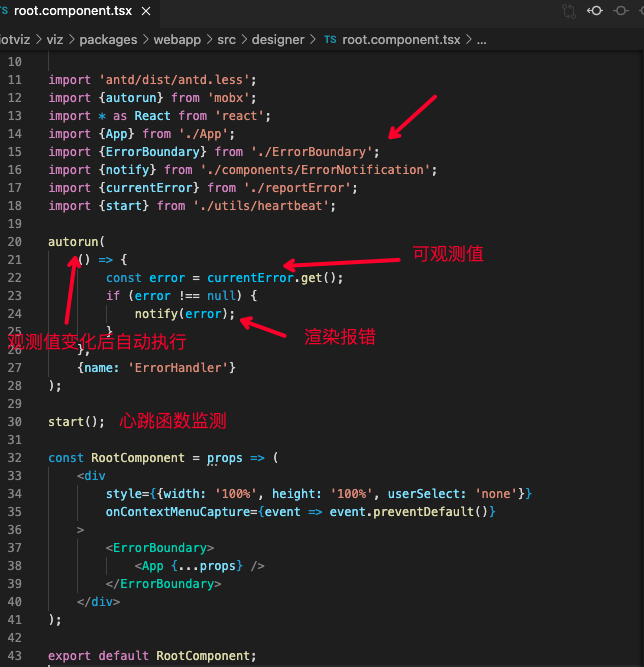 TS root.component.tsx ×
iotviz > viz > packages > webapp > src > designer > TS root.component.tsx > ...
10
11 import 'antd/dist/antd.less';
12 import {autorun} from 'mobx';
13 import * as React from 'react';
14 import {App} from './App';
15 import {ErrorBoundary} from './ErrorBoundary';
16 import {notify} from './components/ErrorNotification';
17 import {currentError} from './reportError';
18 import {start} from './utils/heartbeat';
19
20 autorun(
21 () => { 可观测值
22 const error = currentError.get();
23 if (error !== null) {
24 notify(error); 渲染报错
25 } 观测值变化后自动执行
26 },
27 {name: 'ErrorHandler'}
28 );
29
30 start(); 心跳函数监测
31
32 const RootComponent = props => (
33 <div
34 style={{width: '100%', height: '100%', userSelect: 'none'}}
35 onContextMenuCapture={event => event.preventDefault()}
36 >
37 <ErrorBoundary>
38 <App {...props} />
39 </ErrorBoundary>
40 </div>
41 );
42
43 export default RootComponent;